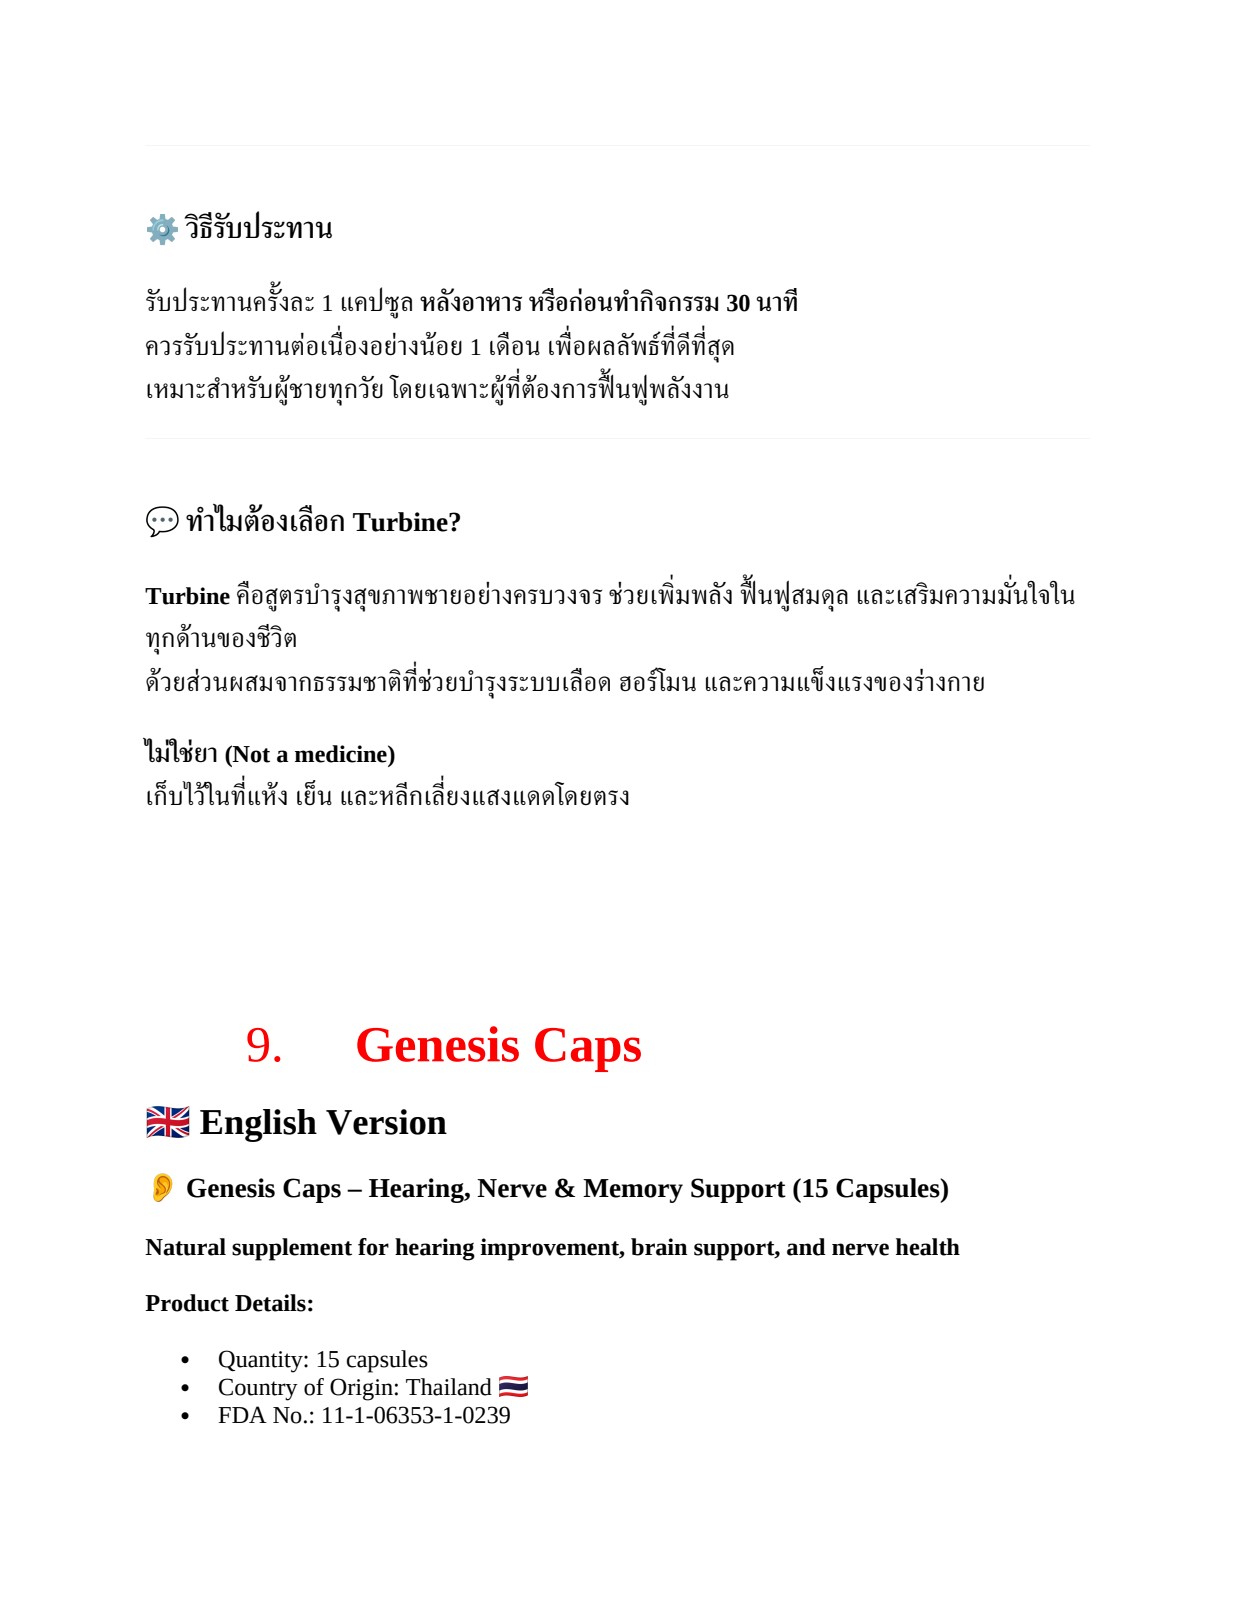 ⚙️ วิธีรับประทาน
รับประทานครั้งละ 1 แคปซูล หลังอาหาร หรือก่อนทำกิจกรรม 30 นาที
ควรรับประทานต่อเนื่องอย่างน้อย 1 เดือน เพื่อผลลัพธ์ที่ดีที่สุด
เหมาะสำหรับผู้ชายทุกวัย โดยเฉพาะผู้ที่ต้องการฟื้นฟูพลังงาน
💬 ทำไมต้องเลือก Turbine?
Turbine คือสูตรบำรุงสุขภาพชายอย่างครบวงจร ช่วยเพิ่มพลัง ฟื้นฟูสมดุล และเสริมความมั่นใจใน
ทุกด้านของชีวิต
ด้วยส่วนผสมจากธรรมชาติที่ช่วยบำรุงระบบเลือด ฮอร์โมน และความแข็งแรงของร่างกาย
ไม่ใช่ยา (Not a medicine)
เก็บไว้ในที่แห้ง เย็น และหลีกเลี่ยงแสงแดดโดยตรง
9. Genesis Caps
🇬🇧 English Version
👂 Genesis Caps – Hearing, Nerve & Memory Support (15 Capsules)
Natural supplement for hearing improvement, brain support, and nerve health
Product Details:
• Quantity: 15 capsules
• Country of Origin: Thailand 🇹🇭
• FDA No.: 11-1-06353-1-0239